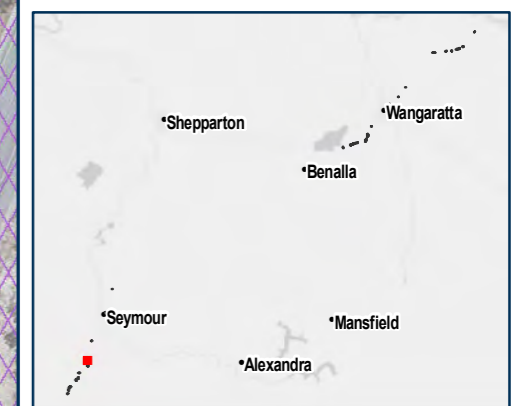 Shepparton
Wangaratta
Benalla
Seymour
Mansfield
Alexandra